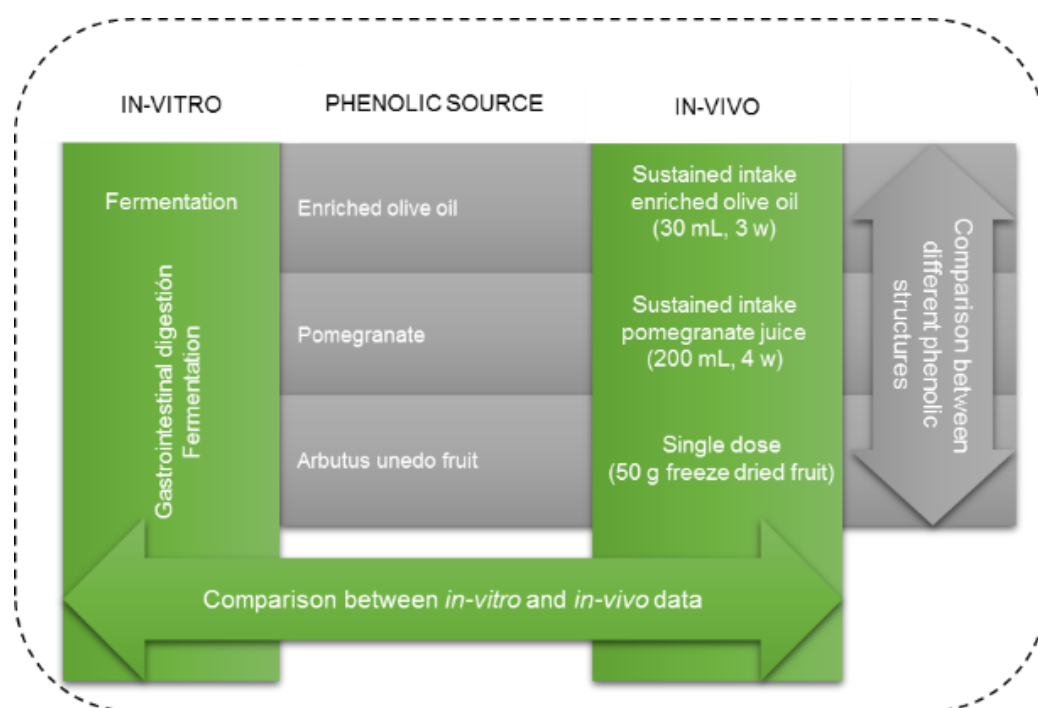 IN-VITRO
PHENOLIC SOURCE
IN-VIVO
Fermentation
Enriched olive oil
Sustained intake
enriched olive oil
(30 mL, 3 w)
Gastrointestinal digestión
Fermentation
Pomegranate
Sustained intake
pomegranate juice
(200 mL, 4 w)
Arbutus unedo fruit
Single dose
(50 g freeze dried fruit)
Comparison between
different phenolic
structures
Comparison between in-vitro and in-vivo data